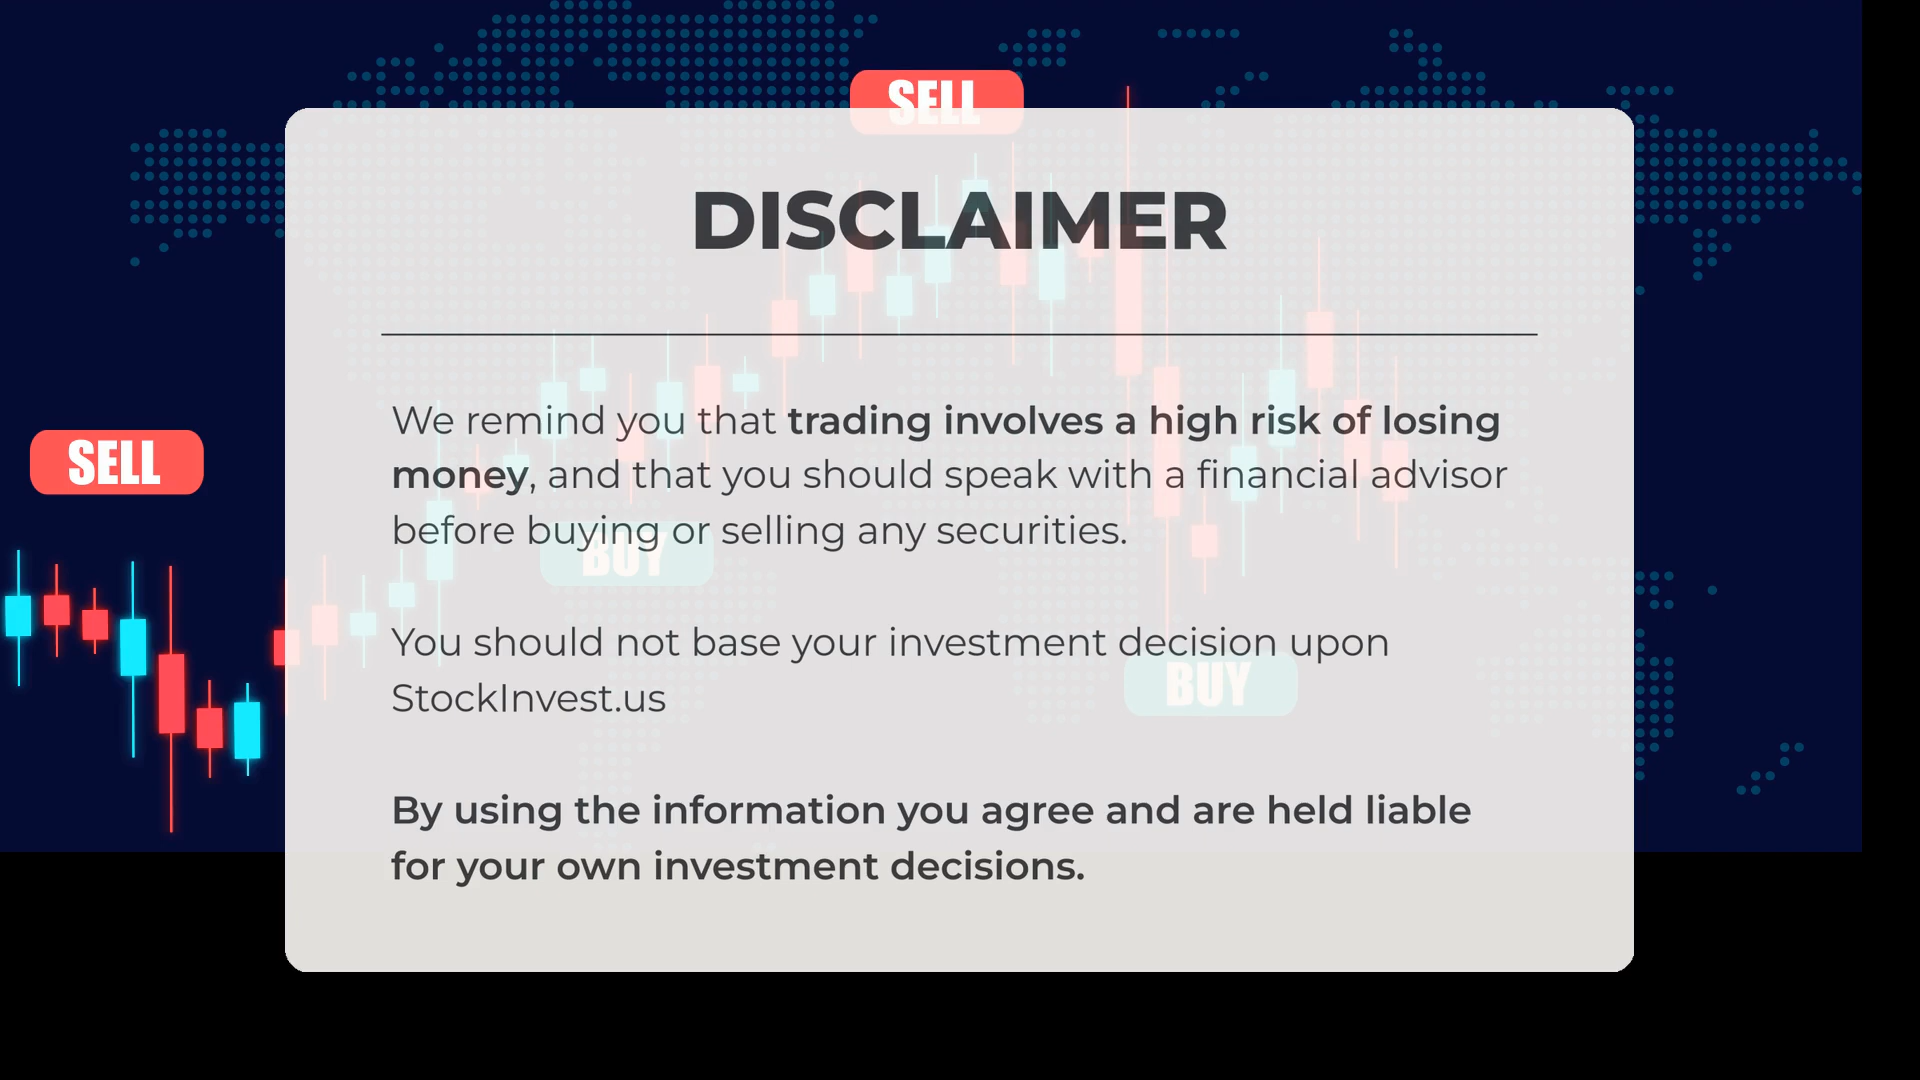 SELL
DISCLAIMER
We remind you that trading involves a high risk of losing
money, and that you should speak with a financial advisor
before buying or selling any securities.
SELL
BUY
You should not base your investment decision upon
StockInvest.us
BUY
By using the information you agree and are held liable
for your own investment decisions.